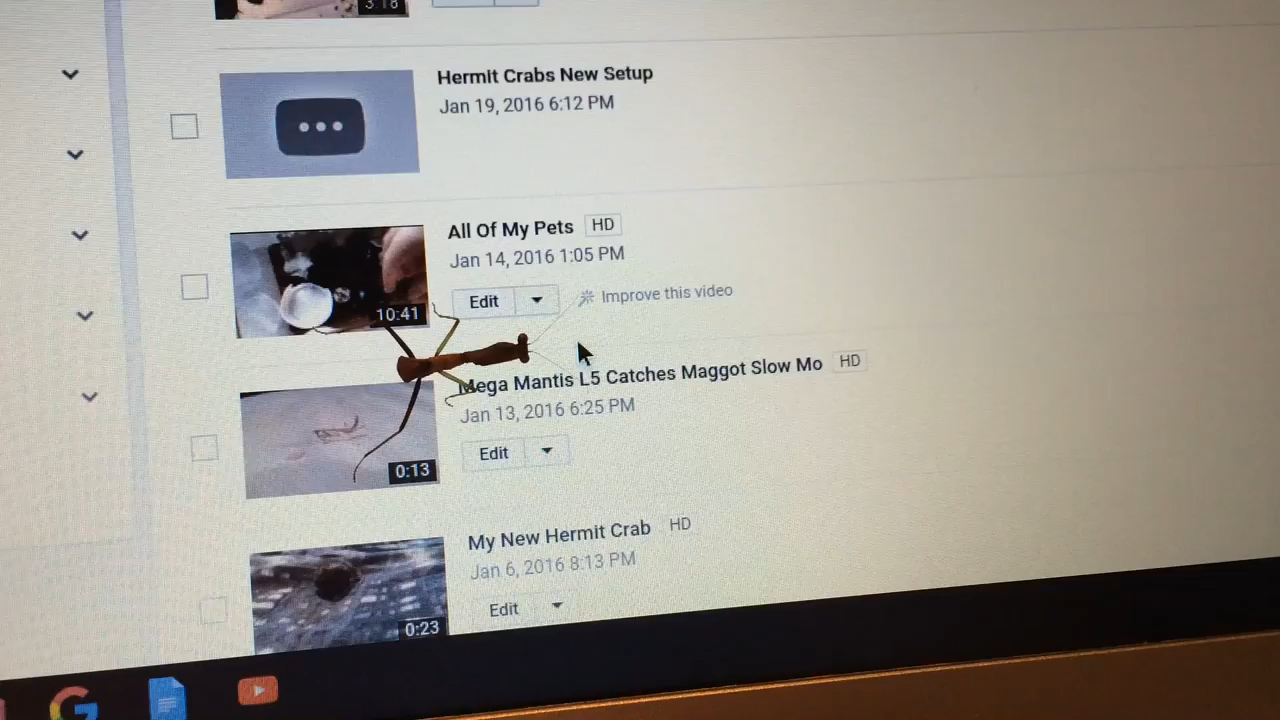 3:18
Hermit Crabs New Setup
Jan 19, 2016 6:12 PM
All Of My Pets HD
Jan 14, 2016 1:05 PM
10:41
Edit
Improve this video
Mega Mantis L5 Catches Maggot Slow Mo HD
Jan 13, 2016 6:25 PM
0:13
Edit
My New Hermit Crab HD
Jan 6, 2016 8:13 PM
0:23
Edit
G